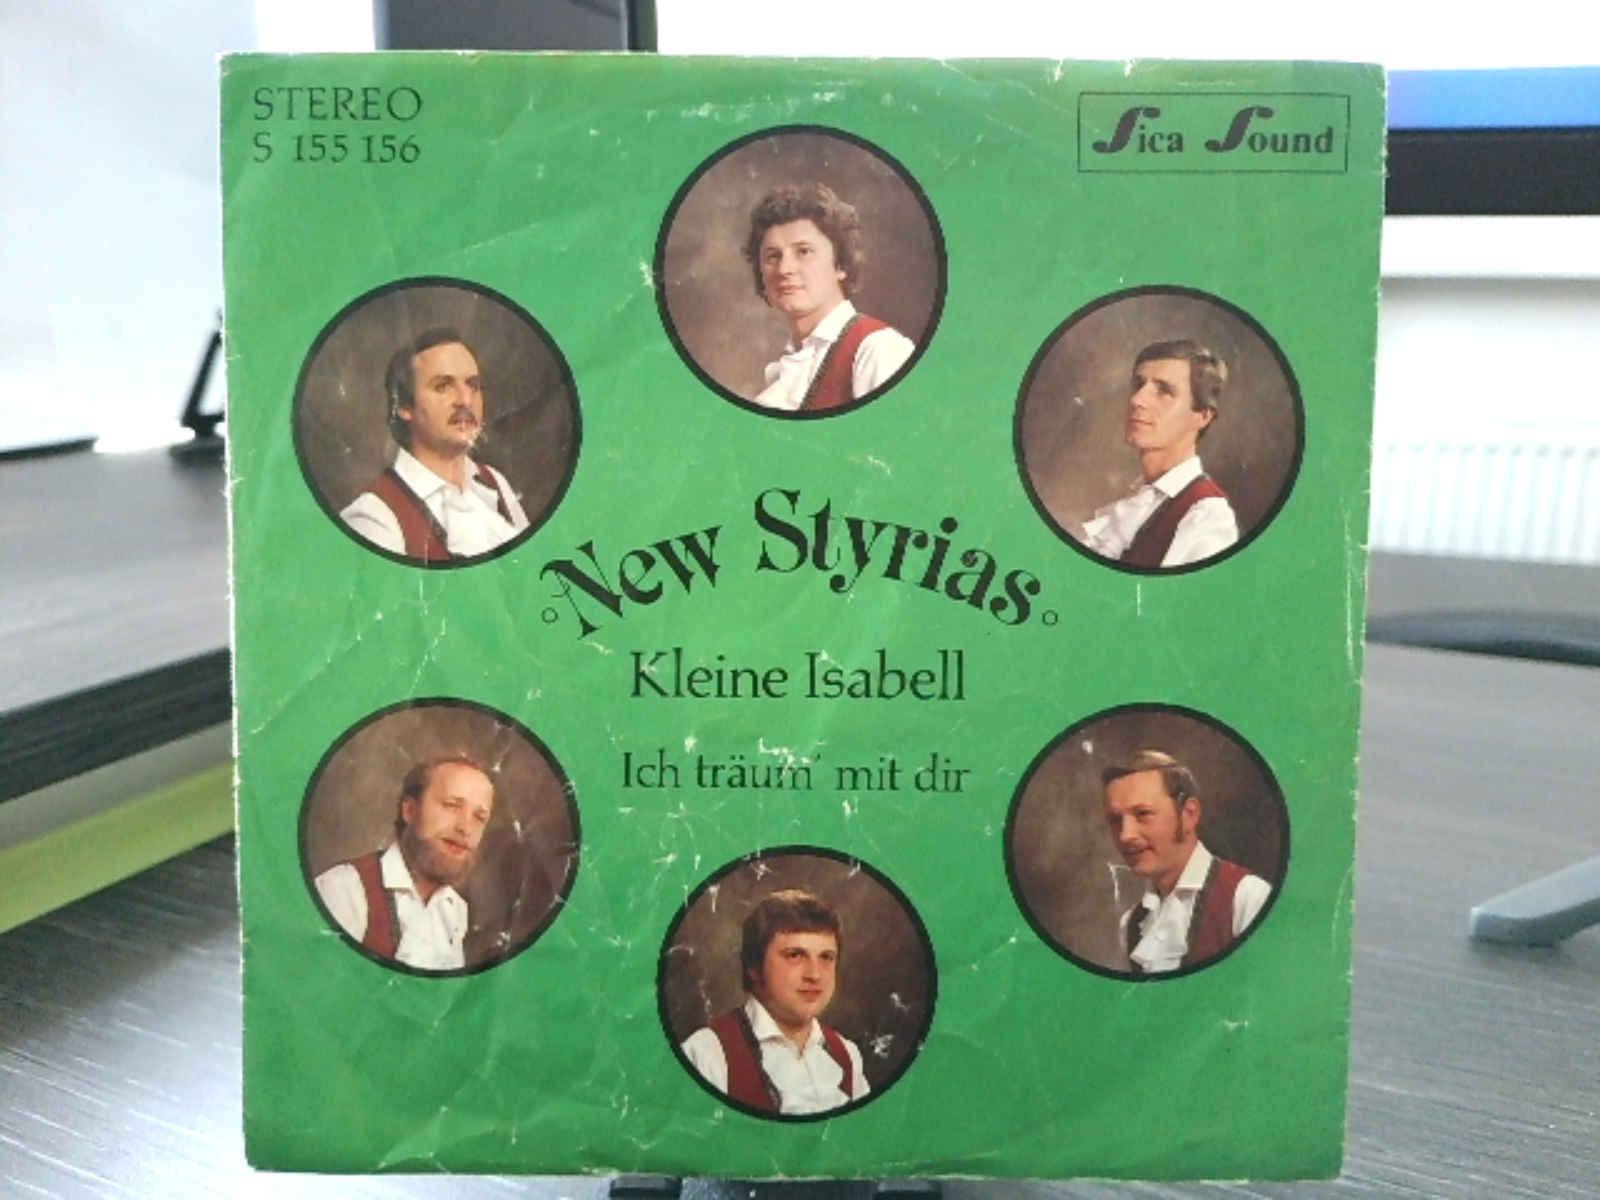 STEREO
S 155 156
Sica Sound
New Styrias
Kleine Isabell
Ich träum' mit dir